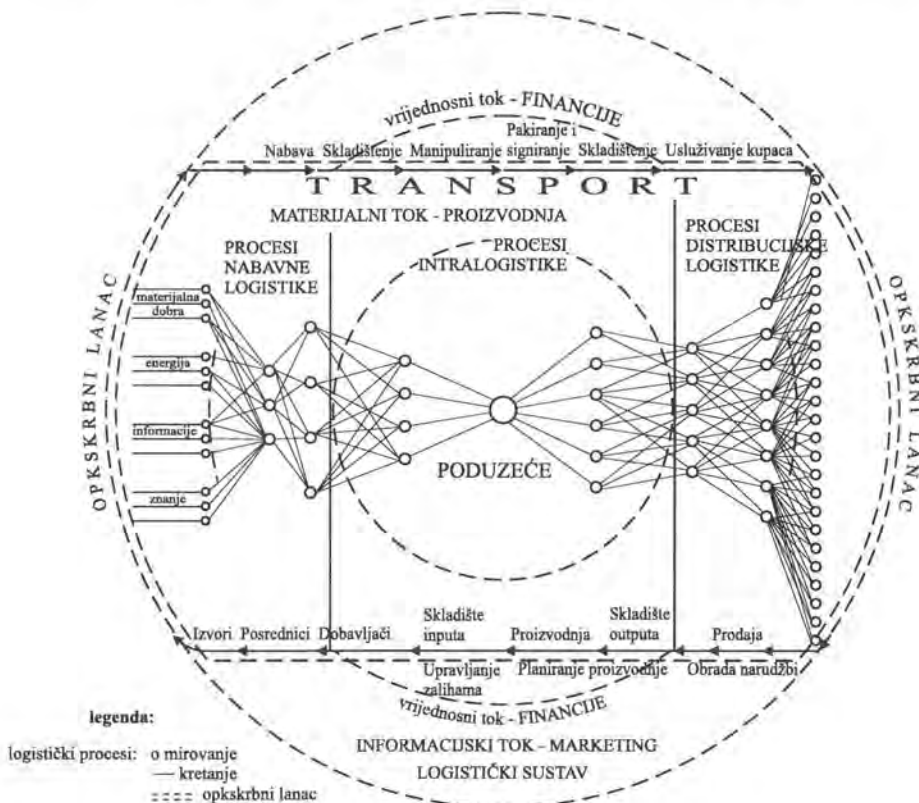 vrijednosni tok - FINANCIJE
Pakiranje i
Nabava Skladištenje Manipuliranje signiranje Skladištenje Usluživanje kupaca
TRANSPORT
MATERIJALNI TOK - PROIZVODNJA
PROCESI
NABAVNE
LOGISTIKE
PROCESI
INTRALOGISTIKE
PROCESI
DISTRIBUCIJSKE
LOGISTIKE
OPKSKRBNI LANAC
materijalna
dobra
energija
informacije
znanje
PODUZEĆE
OPKSKRBNI LANAC
Skladište
Skladište
Izvori Posrednici Dobavljači inputa Proizvodnja outputa Prodaja
Upravljanje Planiranje proizvodnje Obrada narudžbi
zalihama
vrijednosni tok - FINANCIJE
INFORMACIJSKI TOK - MARKETING
LOGISTIČKI SUSTAV
legenda:
logistički procesi: o mirovanje
kretanje
opkskrbni lanac